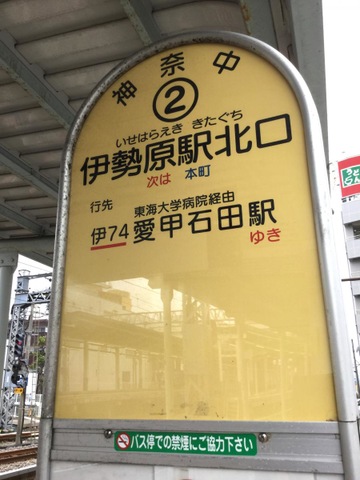 神奈中
②
いせはらえき きたぐち
伊勢原駅北口
次は 本町
行先
東海大学病院経由
伊74 愛甲石田駅
ゆき
バス停での禁煙にご協力下さい